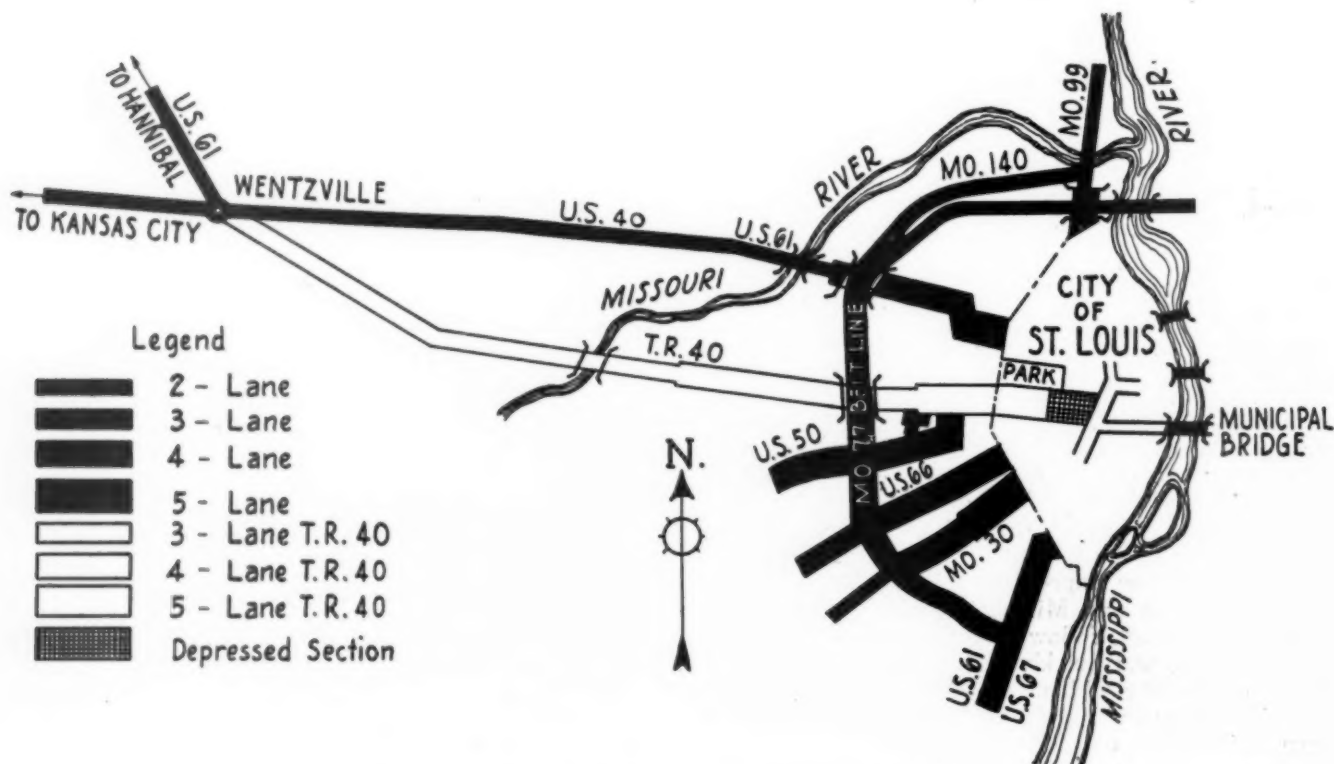 U.S. 61
TO HANNIBAL
TO KANSAS CITY
WENTZVILLE
U.S. 40
U.S. 61
MISSOURI
RIVER
MO. 140
MO. 99
RIVER
CITY
OF
ST. LOUIS
PARK
T.R. 40
MO. 77 BELT LINE
U.S. 50
U.S. 66
MO. 30
U.S. 61
U.S. 67
MUNICIPAL
BRIDGE
MISSISSIPPI
N.
Legend
2 - Lane
3 - Lane
4 - Lane
5 - Lane
3 - Lane T.R. 40
4 - Lane T.R. 40
5 - Lane T.R. 40
Depressed Section